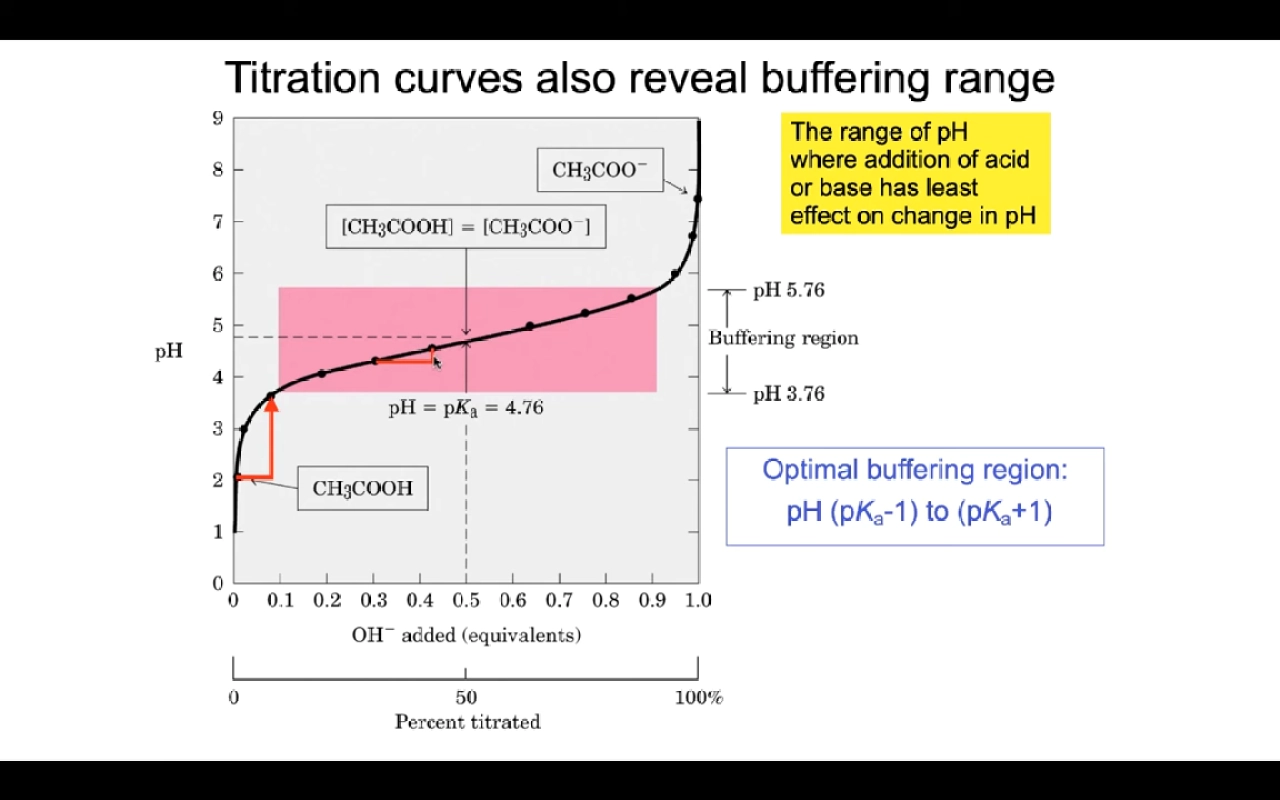 Titration curves also reveal buffering range
The range of pH
where addition of acid
or base has least
effect on change in pH
9
8
7
6
5
4
3
2
1
0
pH
CH₃COO⁻
[CH₃COOH] = [CH₃COO⁻]
pH = pKₐ = 4.76
CH₃COOH
pH 5.76
Buffering region
pH 3.76
Optimal buffering region:
pH (pKₐ-1) to (pKₐ+1)
0 0.1 0.2 0.3 0.4 0.5 0.6 0.7 0.8 0.9 1.0
OH⁻ added (equivalents)
0 50 100%
Percent titrated